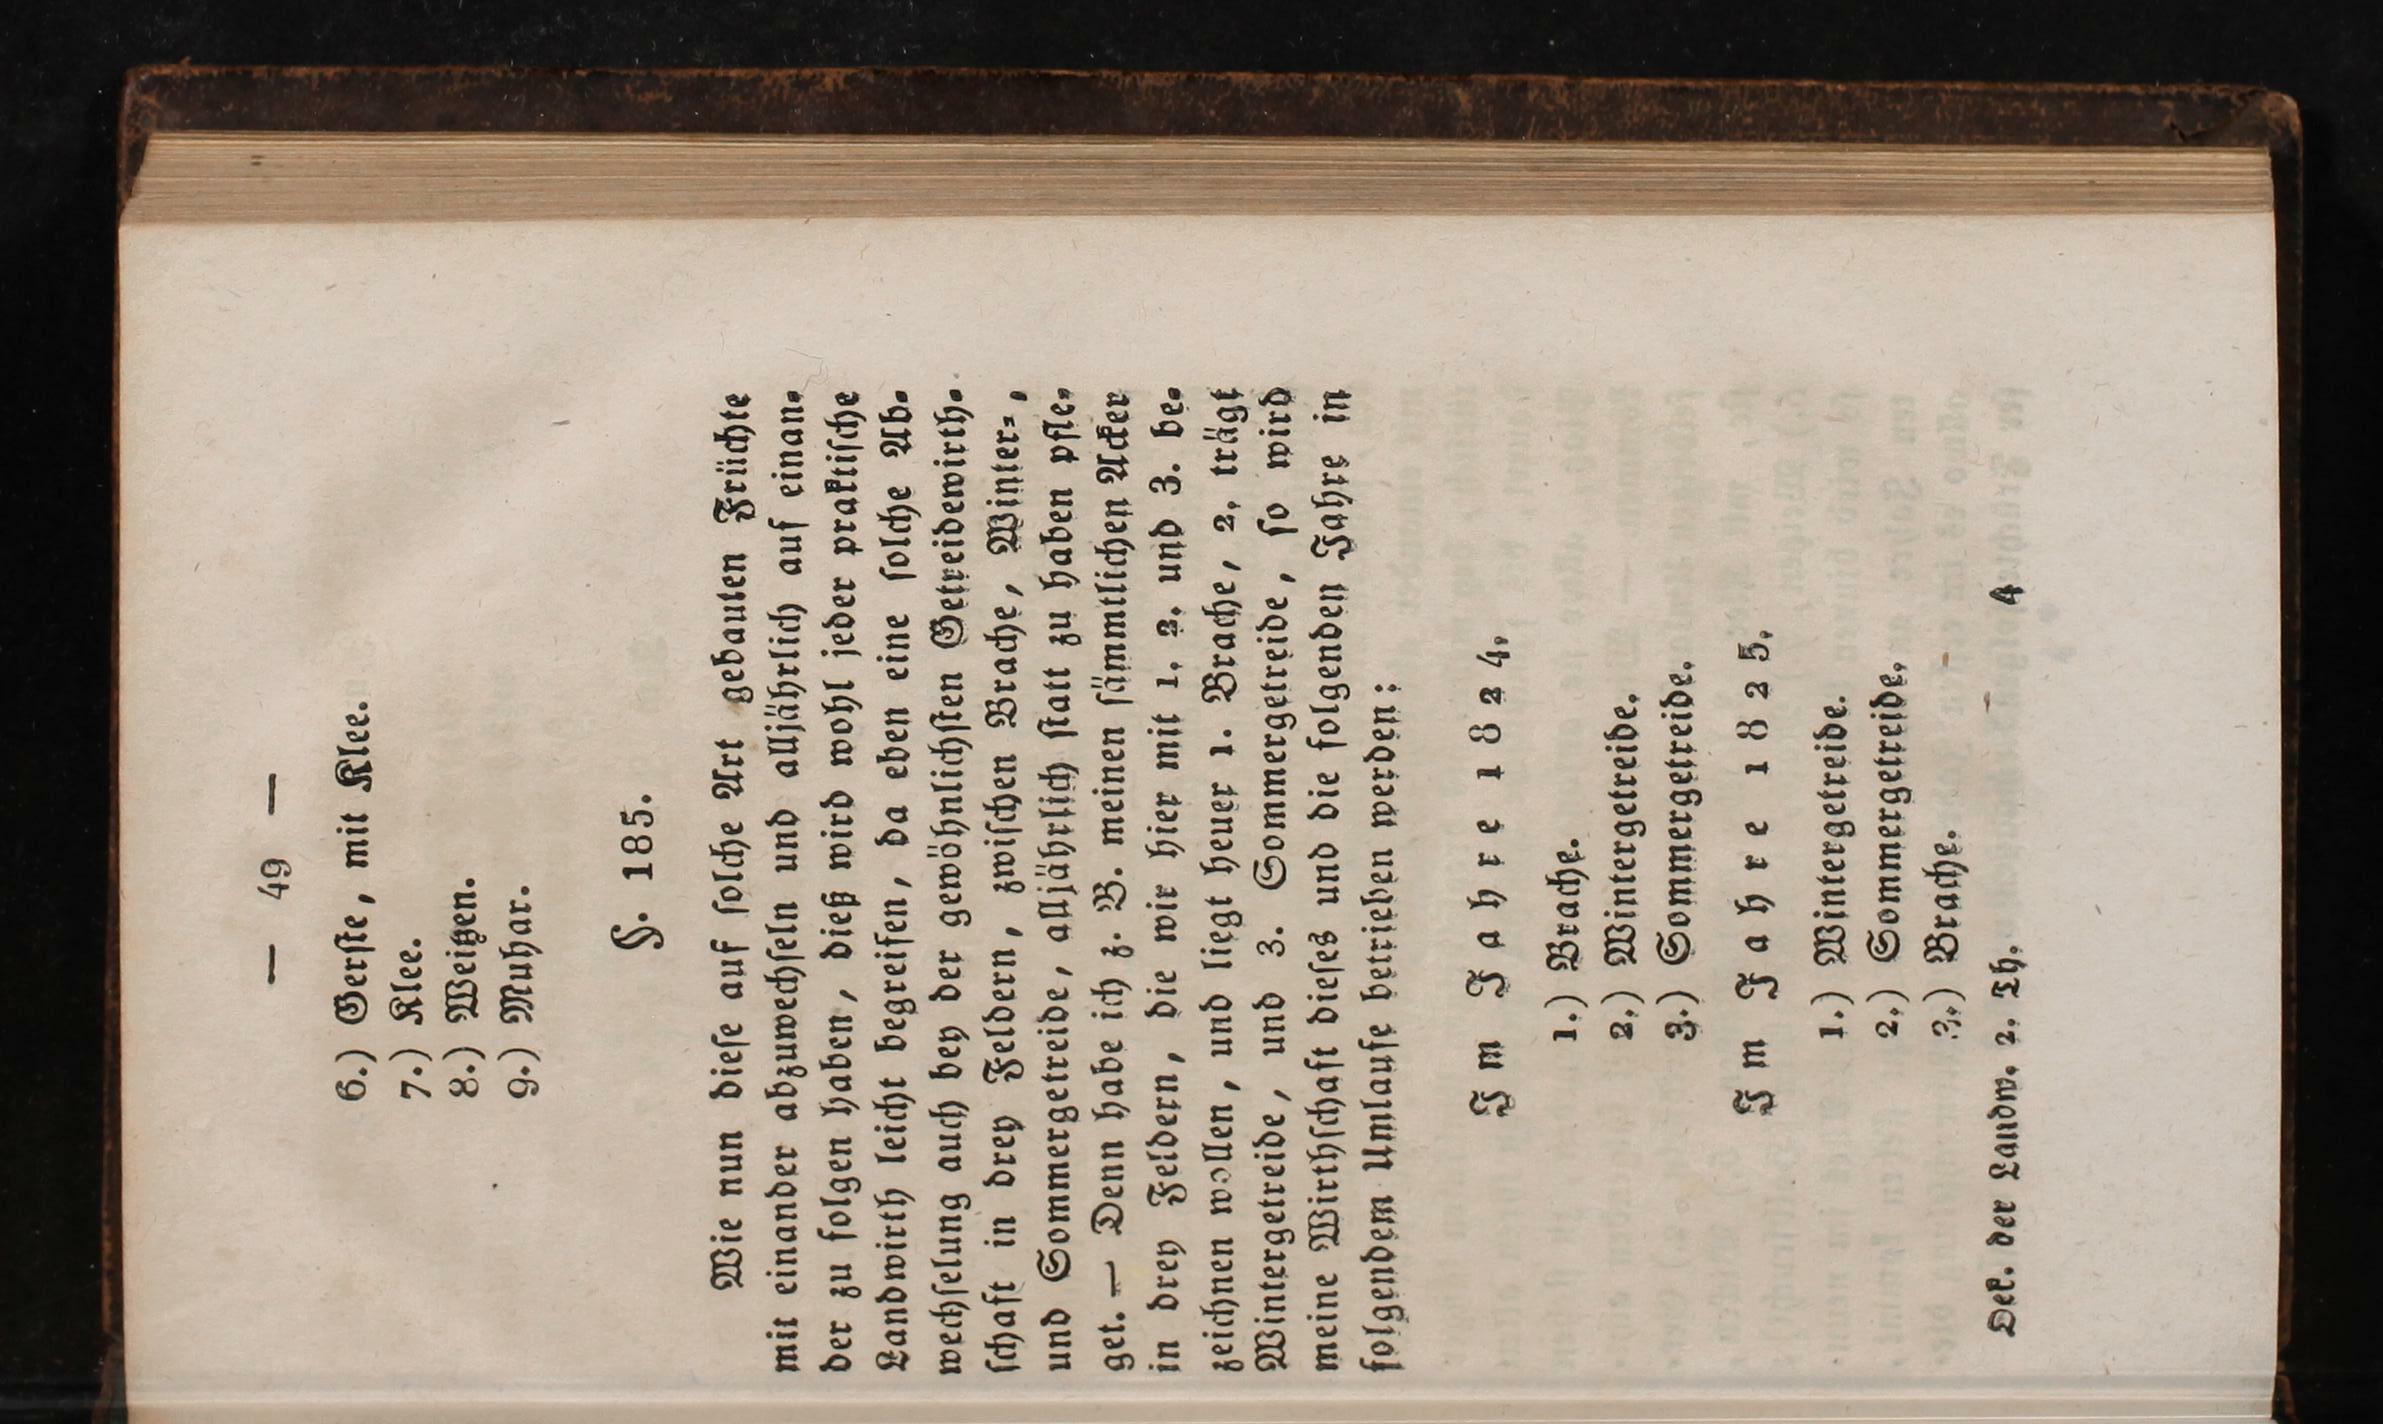 — 49 —
6.) Gerſte, mit Klee.
7.) Klee.
8.) Weitzen.
9.) Muhar.
§. 185.
Wie nun dieſe auf ſolche Art gebauten Früchte
mit einander abzuwechſeln und alljährlich auf einan-
der zu folgen haben, dieß wird wohl jeder praktiſche
Landwirth leicht begreifen, da eben eine ſolche Ab-
wechſelung auch bey der gewöhnlichſten Getreidewirth-
ſchaft in drey Feldern, zwiſchen Brache, Winter-,
und Sommergetreide, alljährlich ſtatt zu haben pfle-
get. — Denn habe ich z. B. meinen ſämmtlichen Acker
in drey Feldern, die wir hier mit 1. 2. und 3. be-
zeichnen wollen, und liegt heuer 1. Brache, 2. trägt
Wintergetreide, und 3. Sommergetreide, ſo wird
meine Wirthſchaft dieſes und die folgenden Jahre in
folgendem Umlaufe betrieben werden:
Im Jahre 1824.
1.) Brache.
2.) Wintergetreide.
3.) Sommergetreide.
Im Jahre 1825.
1.) Wintergetreide.
2.) Sommergetreide.
3.) Brache.
Oek. der Landw. 2. Th. 4